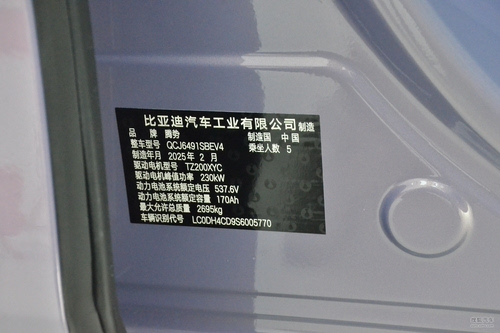 比亚迪汽车工业有限公司 制造
品 牌 腾势 制造国 中 国
整车型号 QCJ6491SBEV4 乘坐人数 5
制造年月 2025 年 2 月
驱动电机型号 TZ200XYC
驱动电机峰值功率 230kW
动力电池系统额定电压 537.6V
动力电池系统额定容量 170Ah
最大允许总质量 2695kg
车辆识别代号 LC0DH4CD9S6005770